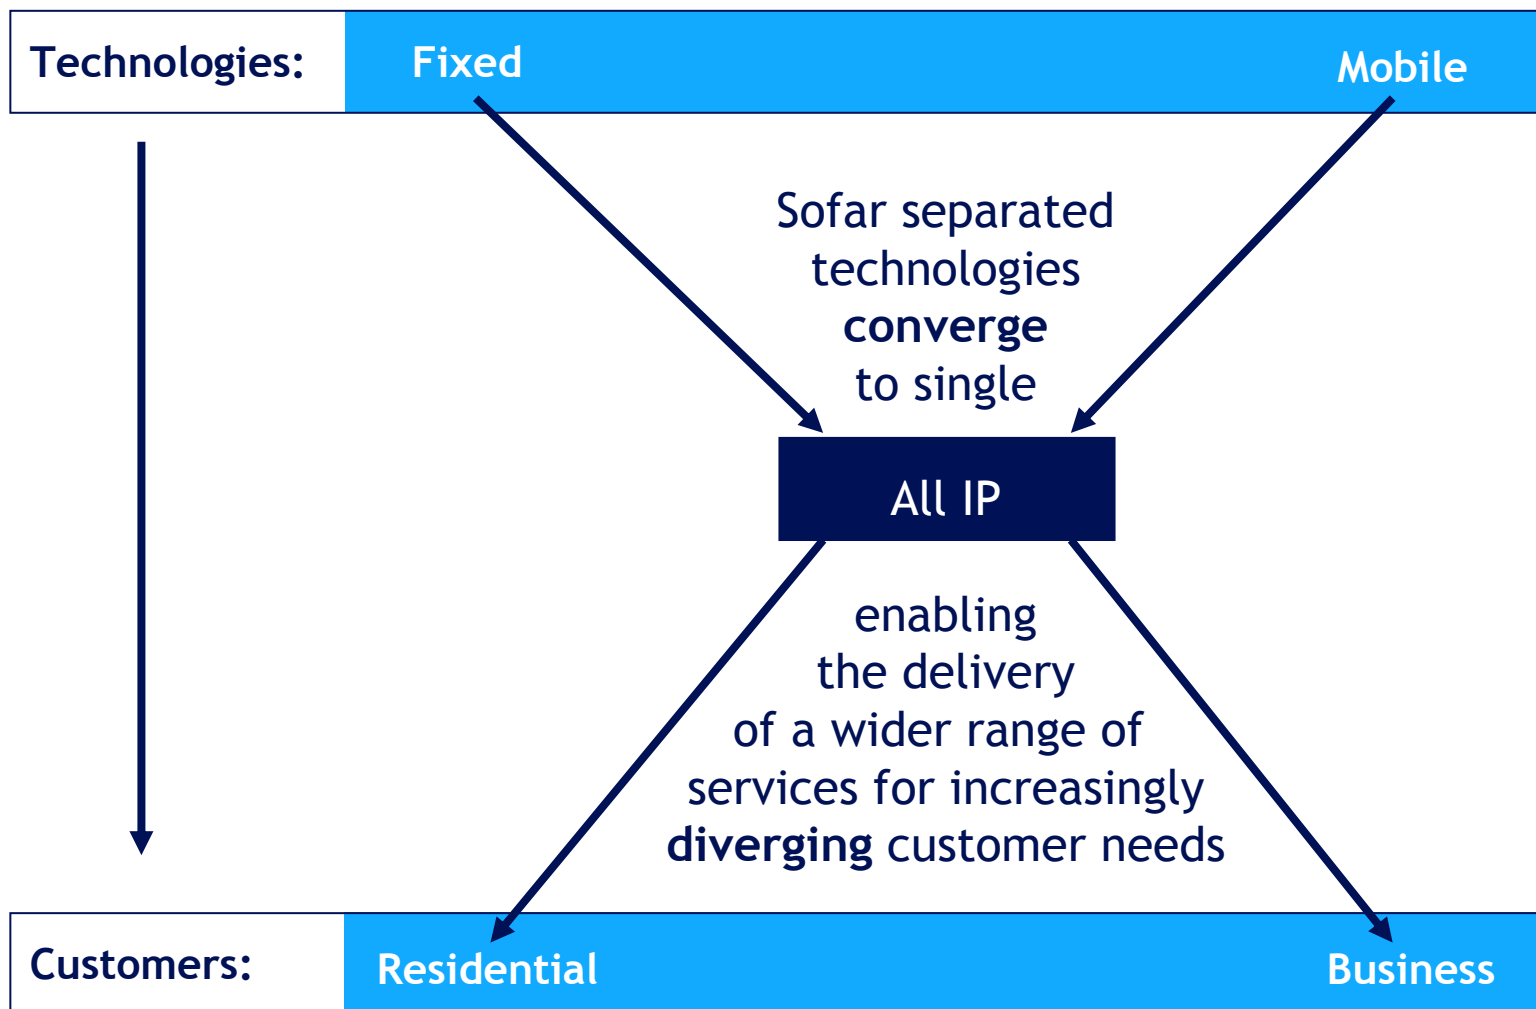 Technologies:
Fixed
Mobile
Sofar separated
technologies
converge
to single
All IP
enabling
the delivery
of a wider range of
services for increasingly
diverging customer needs
Customers:
Residential
Business